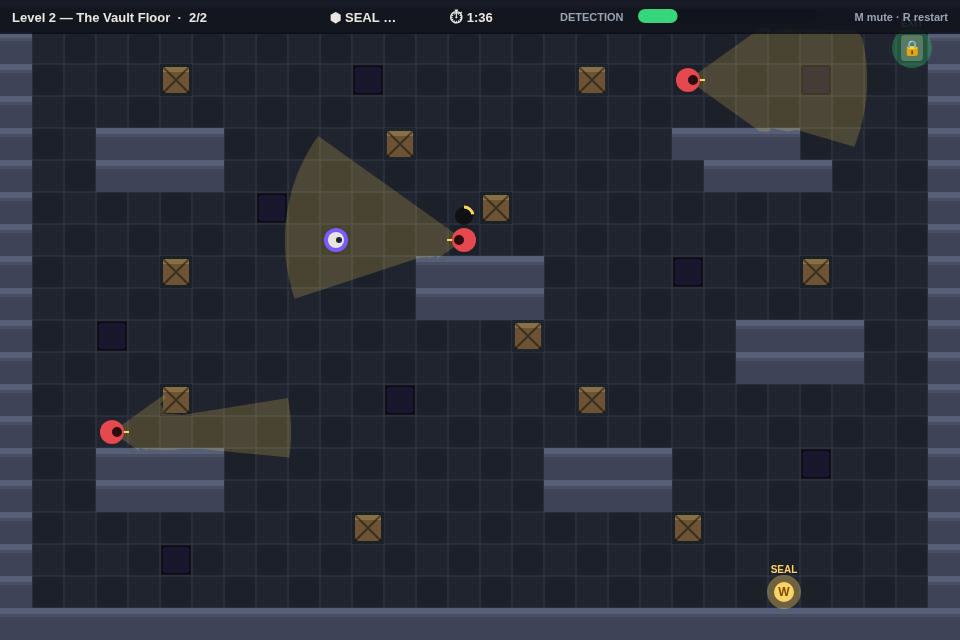 Level 2 — The Vault Floor · 2/2
⬢ SEAL …
⏱ 1:36
DETECTION
M mute · R restart
SEAL
W